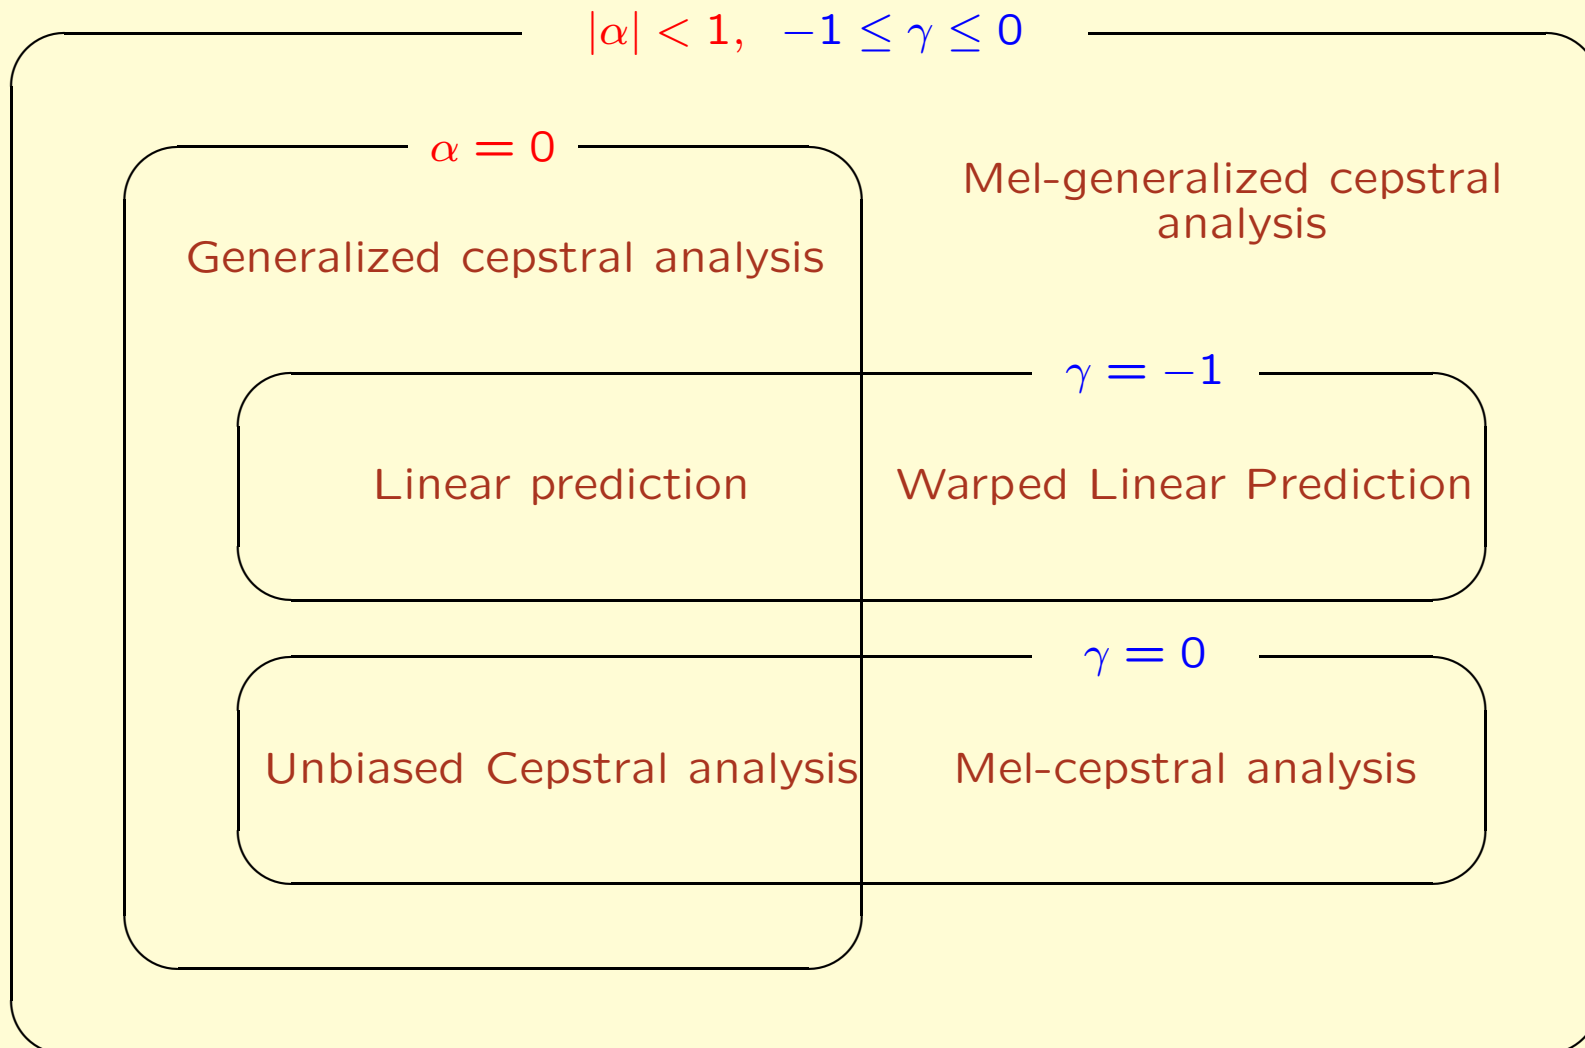 |α| < 1, −1 ≤ γ ≤ 0
α = 0
Mel-generalized cepstral
analysis
Generalized cepstral analysis
γ = −1
Linear prediction
Warped Linear Prediction
γ = 0
Unbiased Cepstral analysis
Mel-cepstral analysis